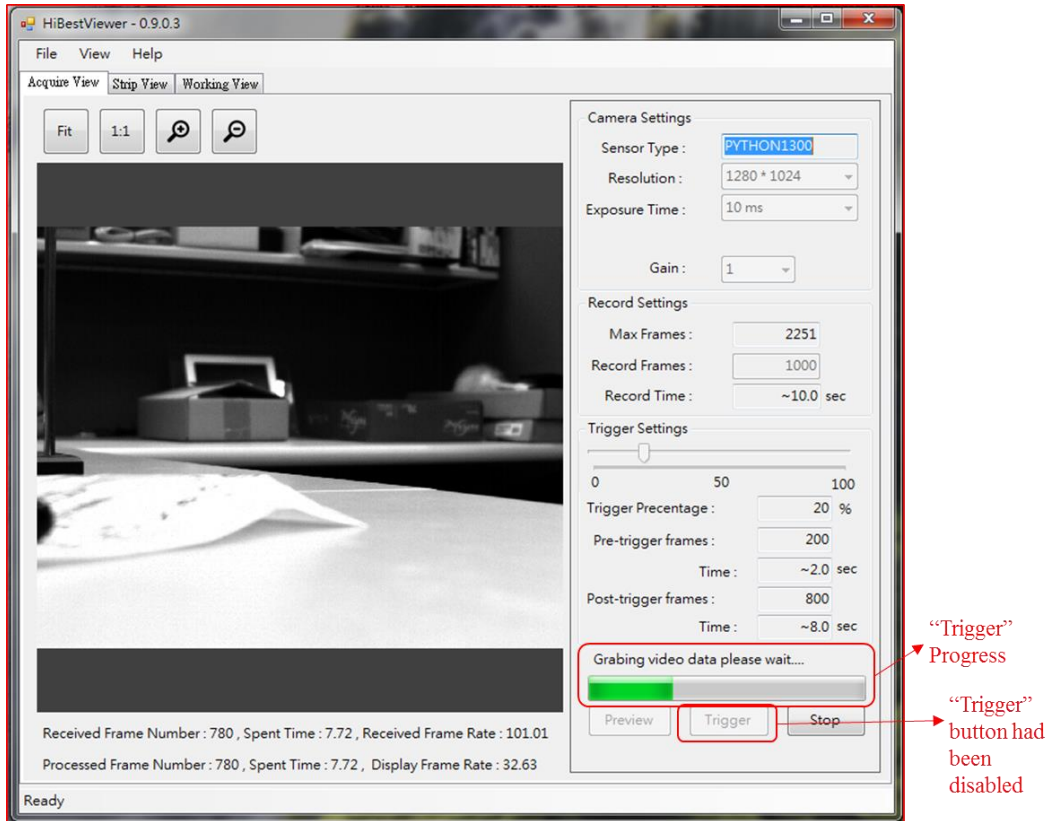 HiBestViewer - 0.9.0.3
File View Help
Acquire View Strip View Working View
Fit 1:1
Camera Settings
Sensor Type : PYTHON1300
Resolution : 1280 * 1024
Exposure Time : 10 ms
Gain : 1
Record Settings
Max Frames : 2251
Record Frames : 1000
Record Time : ~10.0 sec
Trigger Settings
0 50 100
Trigger Precentage : 20 %
Pre-trigger frames : 200
Time : ~2.0 sec
Post-trigger frames : 800
Time : ~8.0 sec
Grabing video data please wait....
Preview Trigger Stop
“Trigger”
Progress
“Trigger”
button had
been
disabled
Received Frame Number : 780 , Spent Time : 7.72 , Received Frame Rate : 101.01
Processed Frame Number : 780 , Spent Time : 7.72 , Display Frame Rate : 32.63
Ready